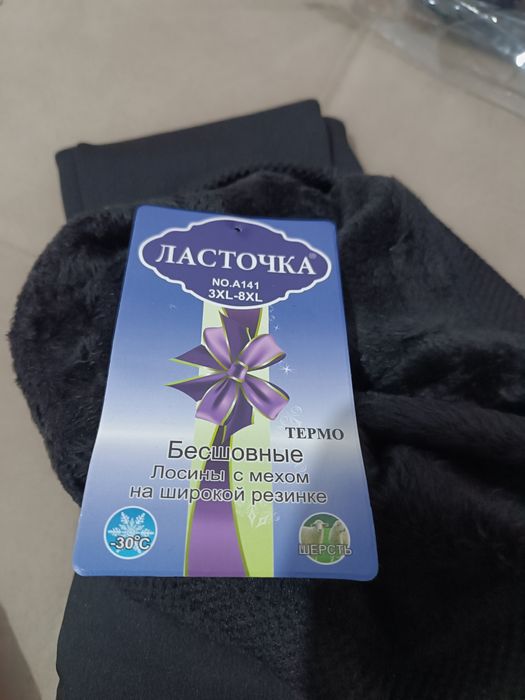 ЛАСТОЧКА®
NO.A141
3XL-8XL
ТЕРМО
Бесшовные
Лосины с мехом
на широкой резинке
-30°C
ШЕРСТЬ